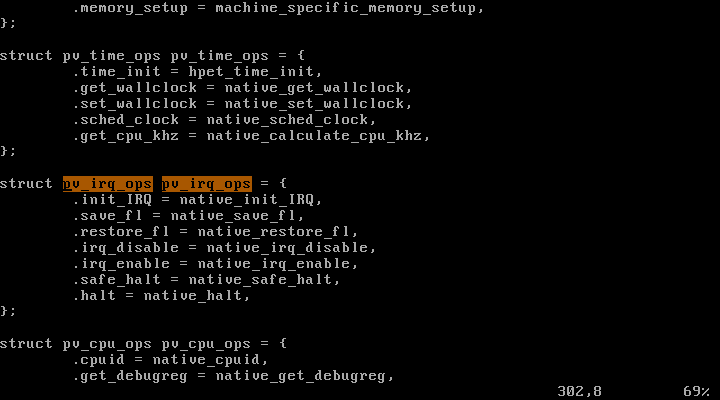 .memory_setup = machine_specific_memory_setup,
};
struct pv_time_ops pv_time_ops = {
.time_init = hpet_time_init,
.get_wallclock = native_get_wallclock,
.set_wallclock = native_set_wallclock,
.sched_clock = native_sched_clock,
.get_cpu_khz = native_calculate_cpu_khz,
};
struct pv_irq_ops pv_irq_ops = {
.init_IRQ = native_init_IRQ,
.save_fl = native_save_fl,
.restore_fl = native_restore_fl,
.irq_disable = native_irq_disable,
.irq_enable = native_irq_enable,
.safe_halt = native_safe_halt,
.halt = native_halt,
};
struct pv_cpu_ops pv_cpu_ops = {
.cpuid = native_cpuid,
.get_debugreg = native_get_debugreg,
302,8 69%